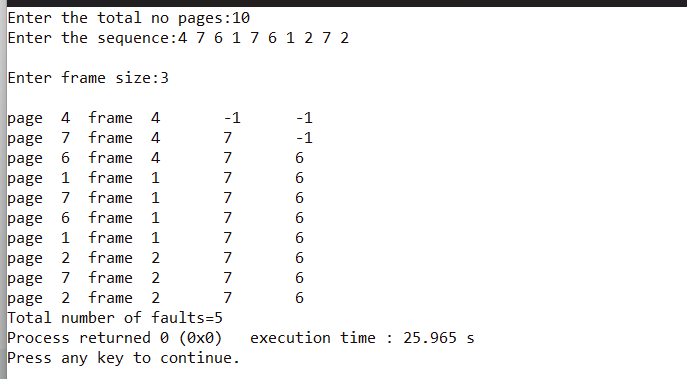 Enter the total no pages:10
Enter the sequence:4 7 6 1 7 6 1 2 7 2
Enter frame size:3
page  4  frame  4       -1      -1
page  7  frame  4       7       -1
page  6  frame  4       7       6
page  1  frame  1       7       6
page  7  frame  1       7       6
page  6  frame  1       7       6
page  1  frame  1       7       6
page  2  frame  2       7       6
page  7  frame  2       7       6
page  2  frame  2       7       6
Total number of faults=5
Process returned 0 (0x0)   execution time : 25.965 s
Press any key to continue.